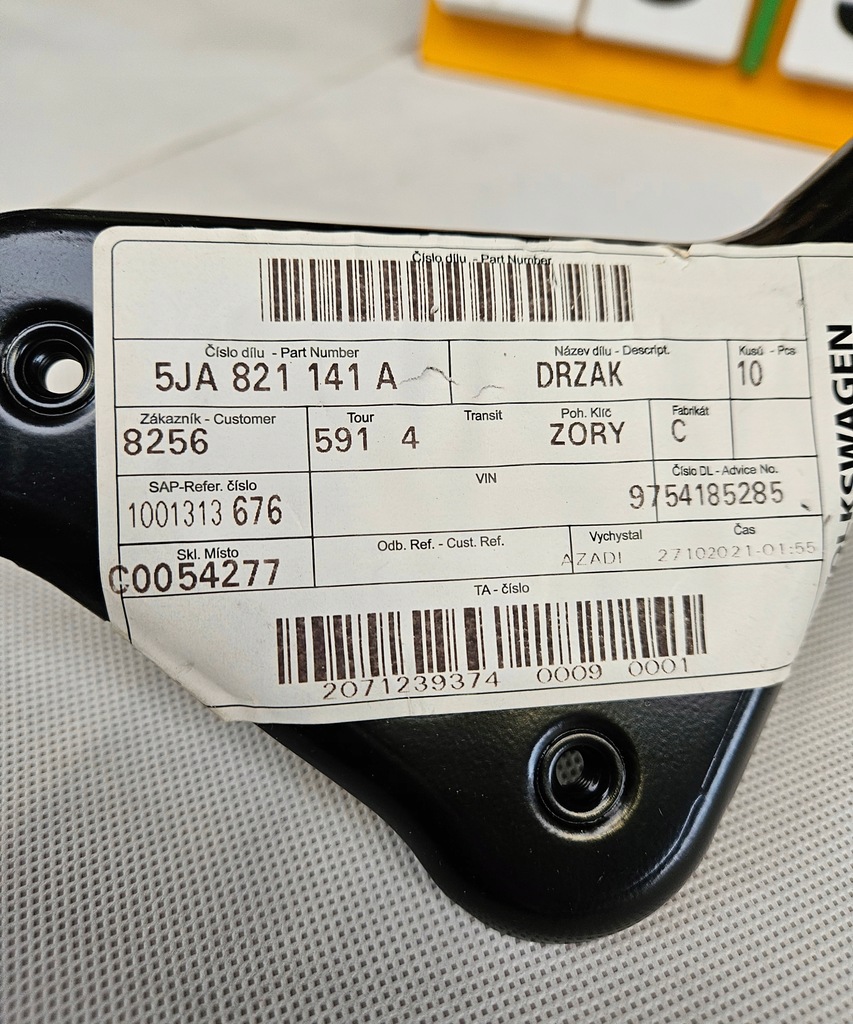 Číslo dílu - Part Number
Číslo dílu - Part Number
5JA 821 141 A
Název dílu - Descript.
DRZAK
Kusů - Pcs
10
Zákazník - Customer
8256
Tour
591 4
Transit
Poh. Klíč
ZORY
Fabrikát
C
SAP-Refer. číslo
1001313 676
VIN
Číslo DL - Advice No.
9754185285
Skl. Místo
C0054277
Odb. Ref. - Cust. Ref.
Vychystal
AZADI
Čas
27102021-01:55
TA - číslo
2071239374 0009 0001
LKSWAGEN